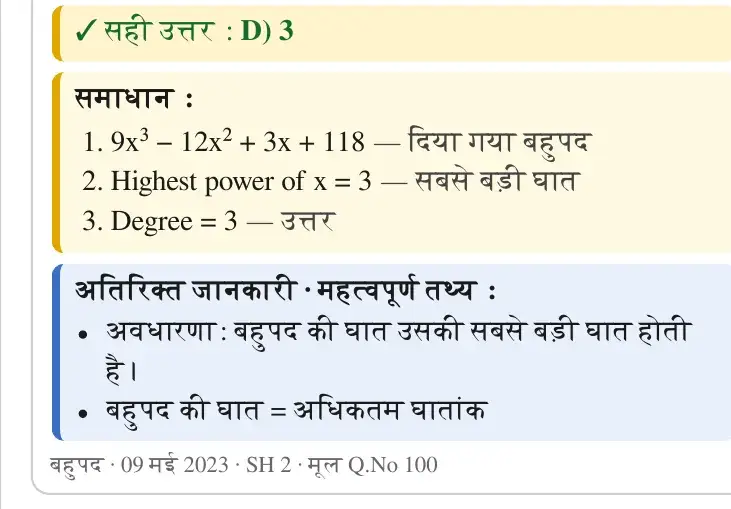 ✓ सही उत्तर : D) 3
समाधान :
1. 9x³ − 12x² + 3x + 118 — दिया गया बहुपद
2. Highest power of x = 3 — सबसे बड़ी घात
3. Degree = 3 — उत्तर
अतिरिक्त जानकारी · महत्वपूर्ण तथ्य :
• अवधारणा : बहुपद की घात उसकी सबसे बड़ी घात होती
है।
• बहुपद की घात = अधिकतम घातांक
बहुपद · 09 मई 2023 · SH 2 · मूल Q.No 100